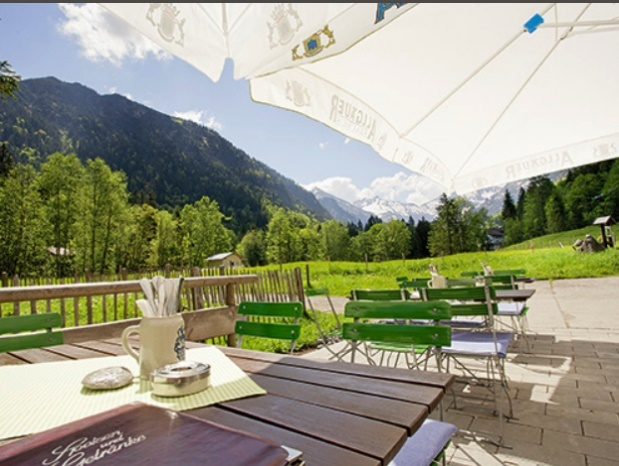 ALLGÄUER
ALLGÄUER
Speisen
und
Getränke